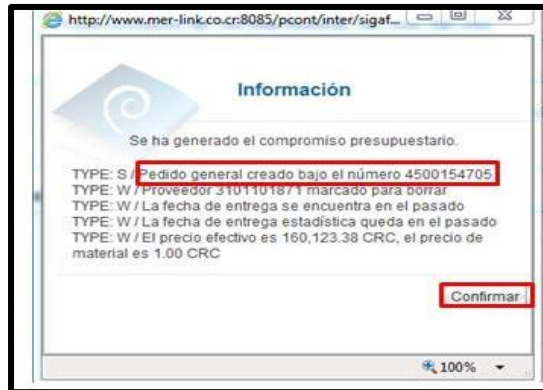 http://www.mer-link.co.cr:8085/pcont/inter/sigaf...
Información
Se ha generado el compromiso presupuestario.
TYPE: S / Pedido general creado bajo el número 4500154705
TYPE: W / Proveedor 3101101871 marcado para borrar
TYPE: W / La fecha de entrega se encuentra en el pasado
TYPE: W / La fecha de entrega estadística queda en el pasado
TYPE: W / El precio efectivo es 160,123.38 CRC, el precio de
material es 1.00 CRC
Confirmar
100%